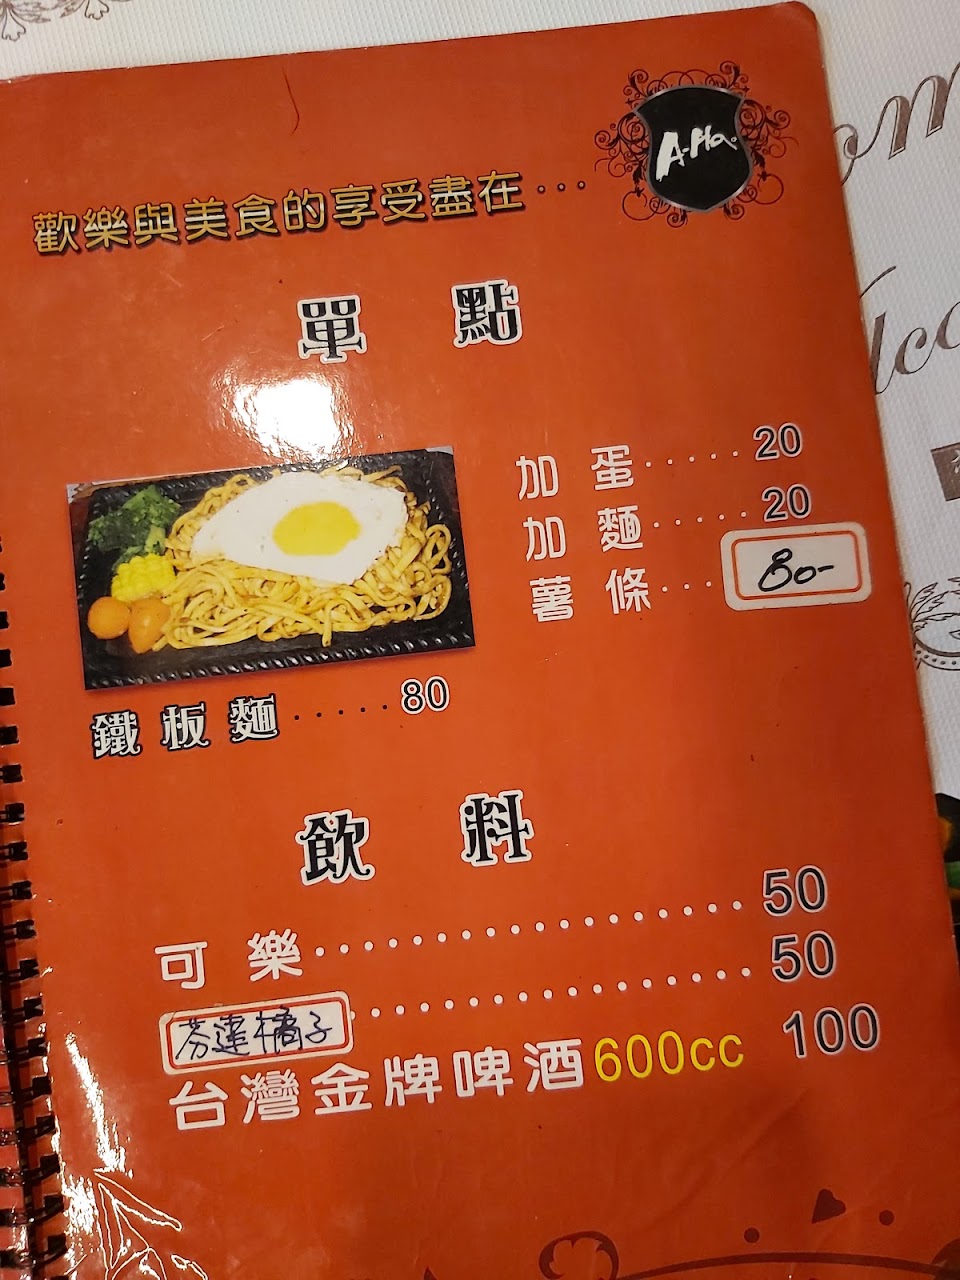 A-Ha.
歡樂與美食的享受盡在...
單點
加蛋.....20
加麵.....20
薯條...80-
鐵板麵.....80
飲料
可樂..................50
芬達橘子..................50
台灣金牌啤酒600cc 100